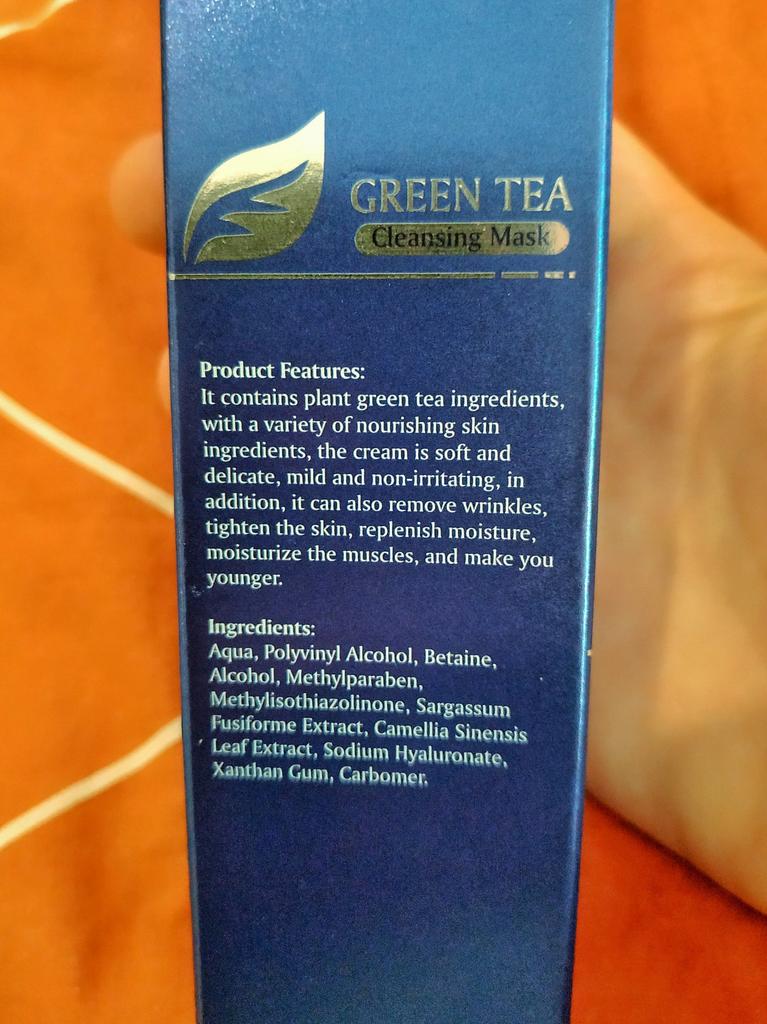 GREEN TEA
Cleansing Mask
Product Features:
It contains plant green tea ingredients,
with a variety of nourishing skin
ingredients, the cream is soft and
delicate, mild and non-irritating, in
addition, it can also remove wrinkles,
tighten the skin, replenish moisture,
moisturize the muscles, and make you
younger.
Ingredients:
Aqua, Polyvinyl Alcohol, Betaine,
Alcohol, Methylparaben,
Methylisothiazolinone, Sargassum
Fusiforme Extract, Camellia Sinensis
Leaf Extract, Sodium Hyaluronate,
Xanthan Gum, Carbomer.